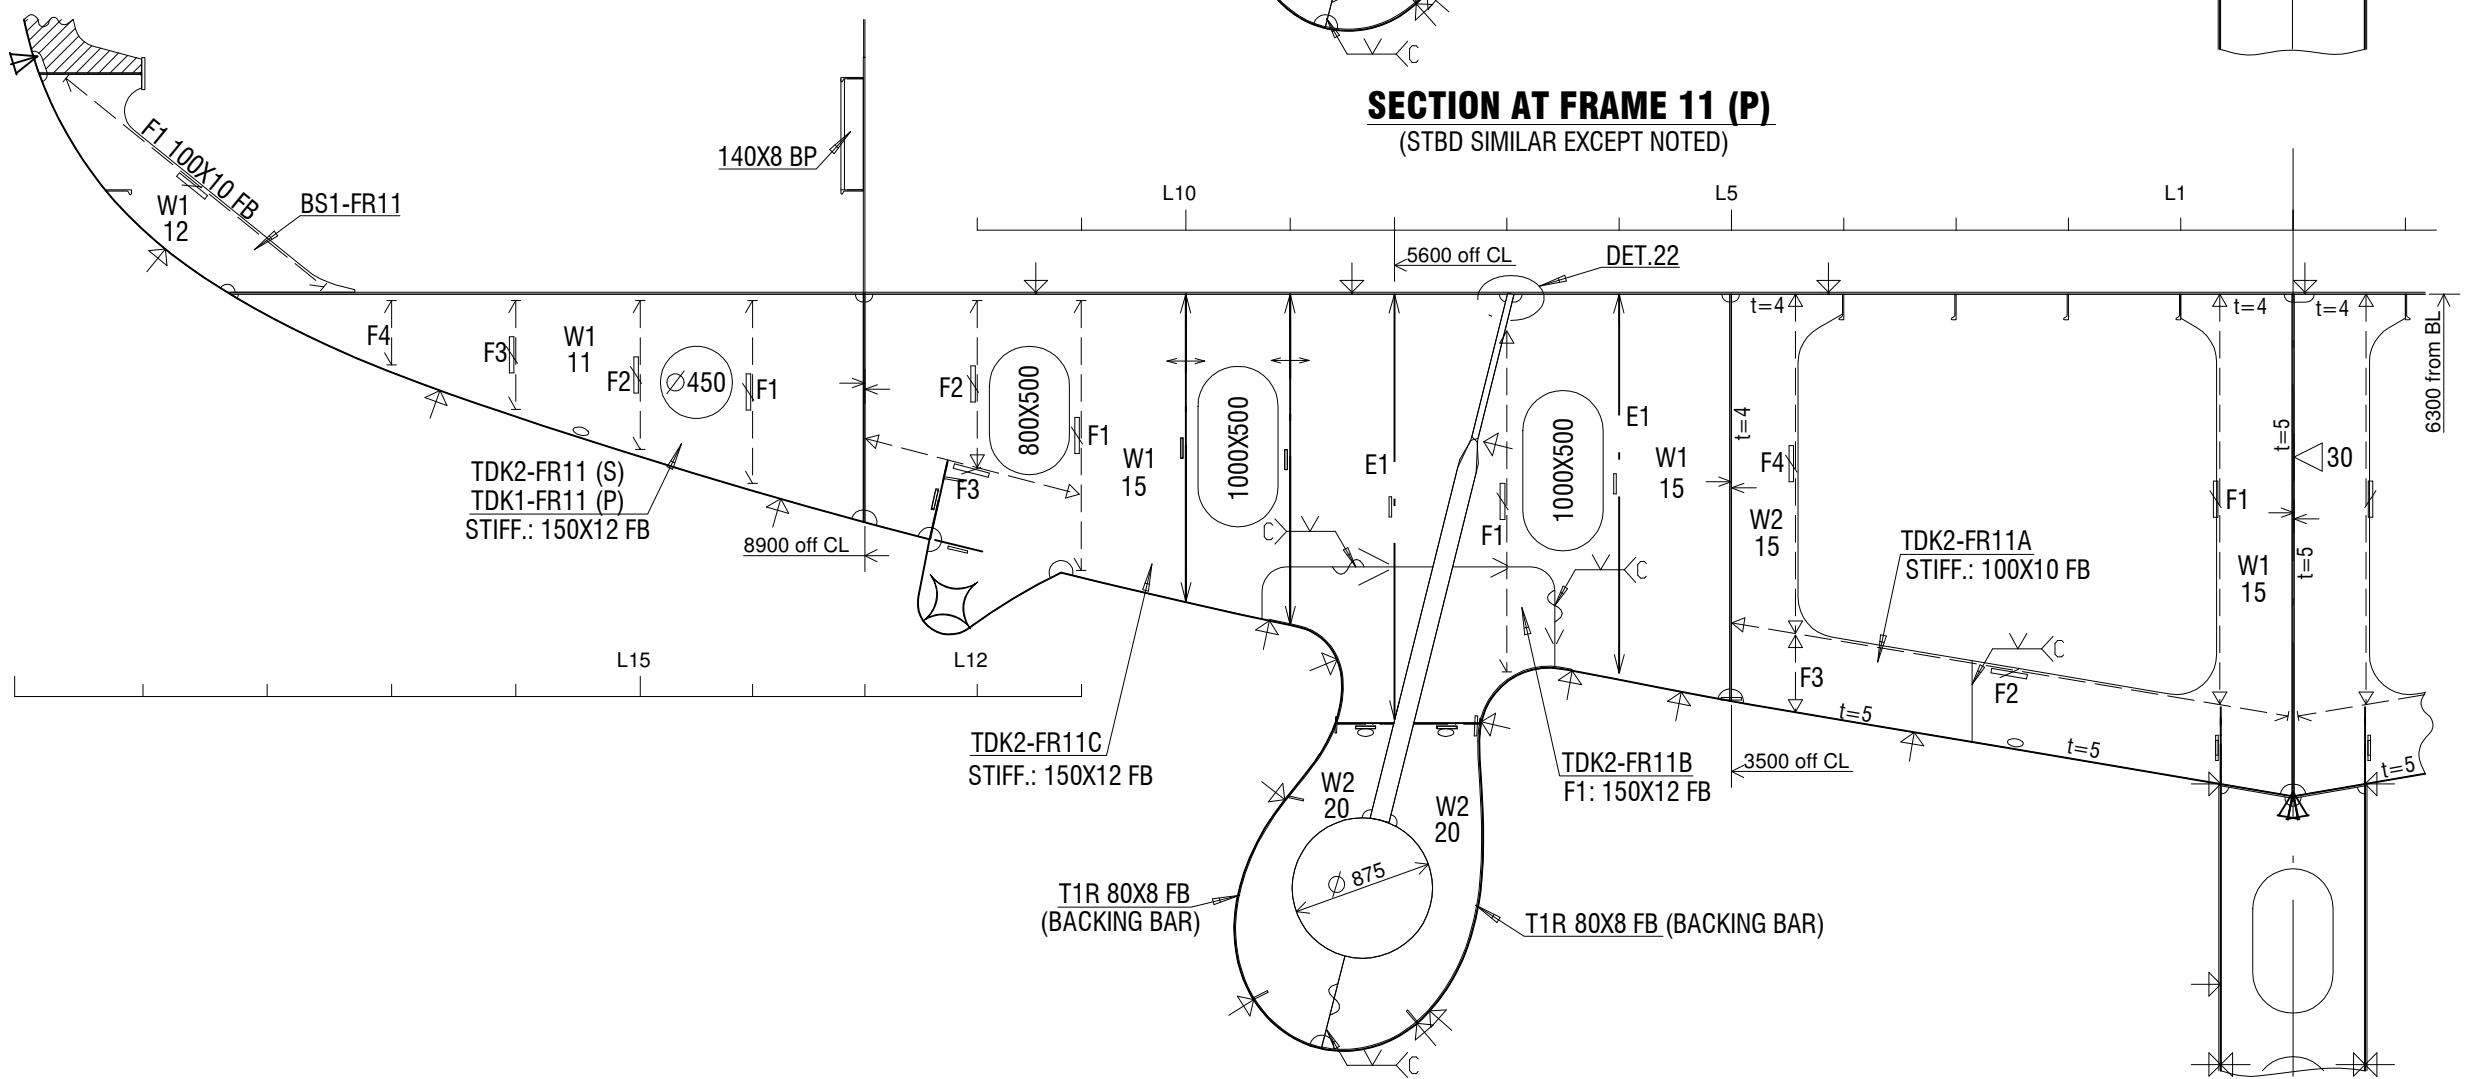 C
SECTION AT FRAME 11 (P)
(STBD SIMILAR EXCEPT NOTED)
F1 100X10 FB
W1
12
BS1-FR11
140X8 BP
L10
L5
L1
5600 off CL
DET.22
t=4
t=4
t=4
6300 from BL
F4
F3
W1
11
F2
Ø450
F1
F2
800X500
F1
W1
15
1000X500
E1
1000X500
F1
E1
W1
15
t=4
F4
W2
15
t=5
30
F1
W1
15
t=5
TDK2-FR11 (S)
TDK1-FR11 (P)
STIFF.: 150X12 FB
F3
8900 off CL
C
C
TDK2-FR11A
STIFF.: 100X10 FB
C
L15
L12
F3
F2
t=5
t=5
t=5
TDK2-FR11C
STIFF.: 150X12 FB
TDK2-FR11B
F1: 150X12 FB
3500 off CL
W2
20
W2
20
Ø 875
T1R 80X8 FB
(BACKING BAR)
T1R 80X8 FB (BACKING BAR)
C